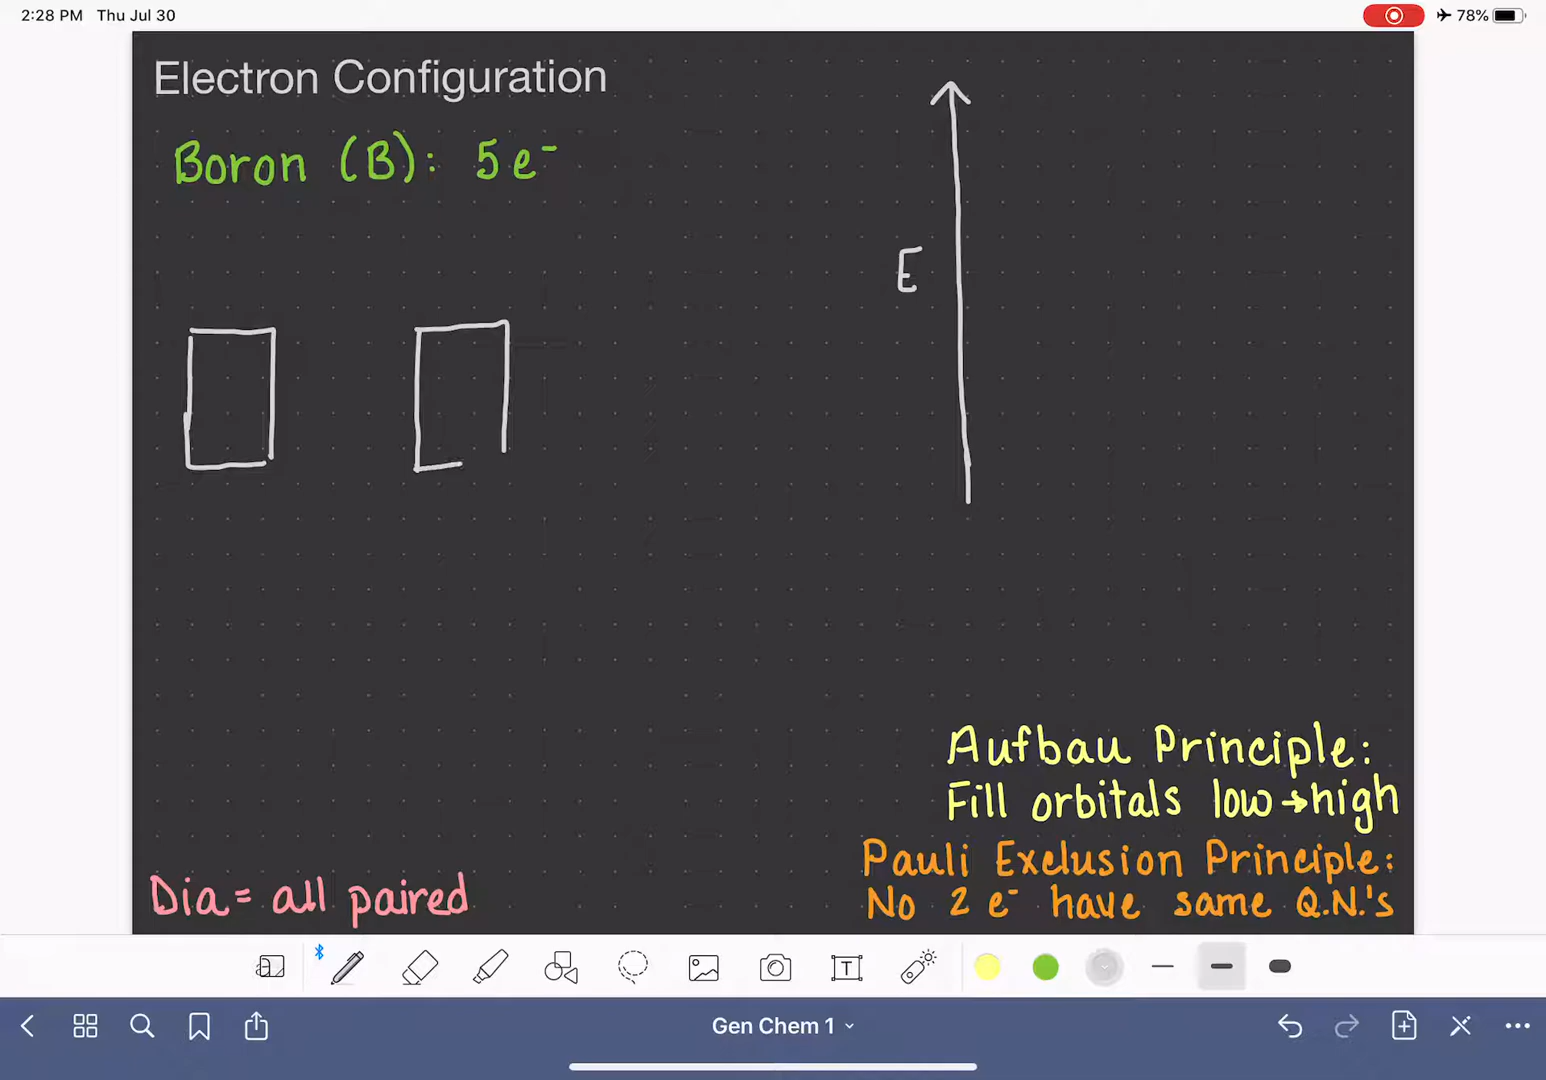 2:28 PM Thu Jul 30
78%
Electron Configuration
Boron (B): 5e⁻
E
Aufbau Principle:
Fill orbitals low→high
Pauli Exclusion Principle:
No 2 e⁻ have same Q.N.'s
Dia = all paired
T
Gen Chem 1